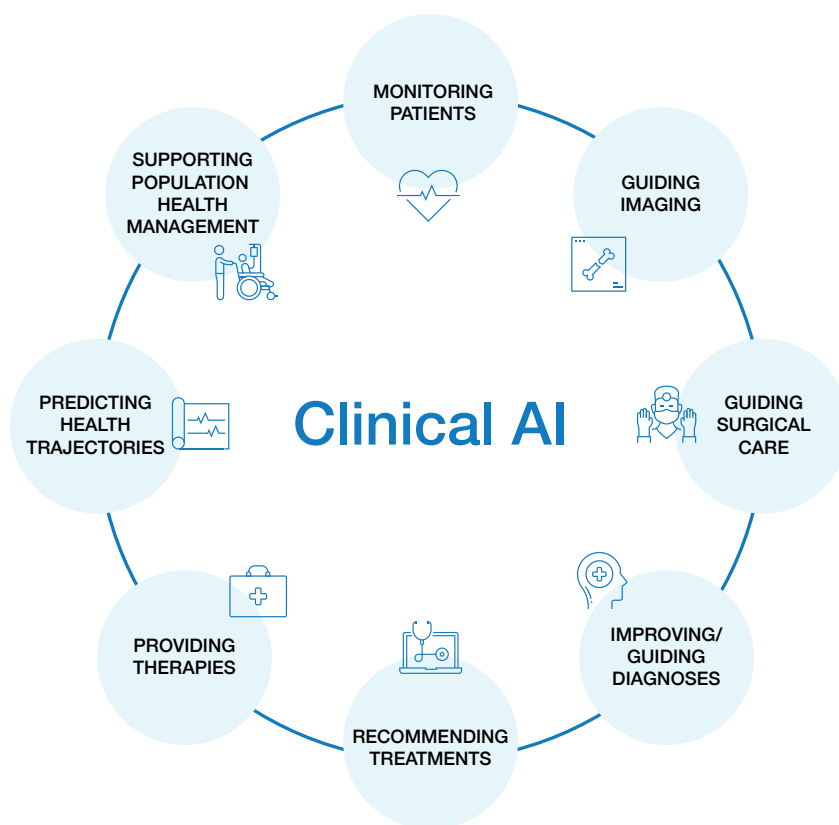 MONITORING
PATIENTS
GUIDING
IMAGING
GUIDING
SURGICAL
CARE
IMPROVING/
GUIDING
DIAGNOSES
RECOMMENDING
TREATMENTS
PROVIDING
THERAPIES
PREDICTING
HEALTH
TRAJECTORIES
SUPPORTING
POPULATION
HEALTH
MANAGEMENT
Clinical AI